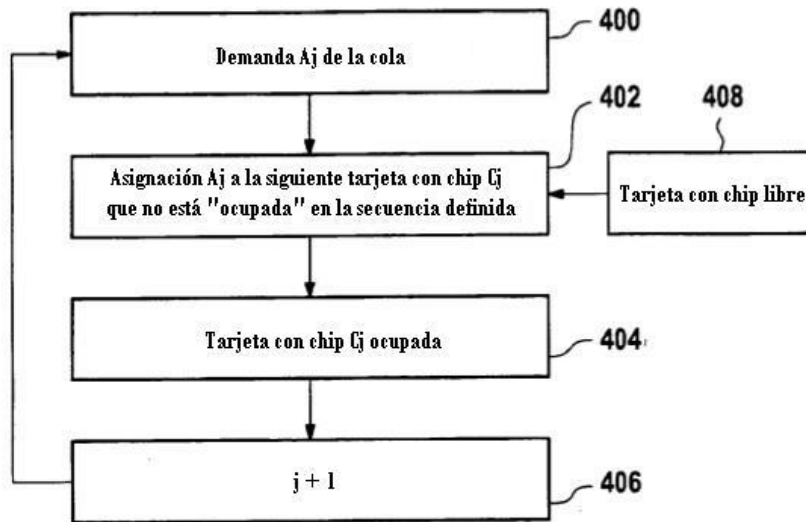 400
Demanda Aj de la cola
402
408
Asignación Aj a la siguiente tarjeta con chip Cj
que no está "ocupada" en la secuencia definida
Tarjeta con chip libre
Tarjeta con chip Cj ocupada
404
j + 1
406